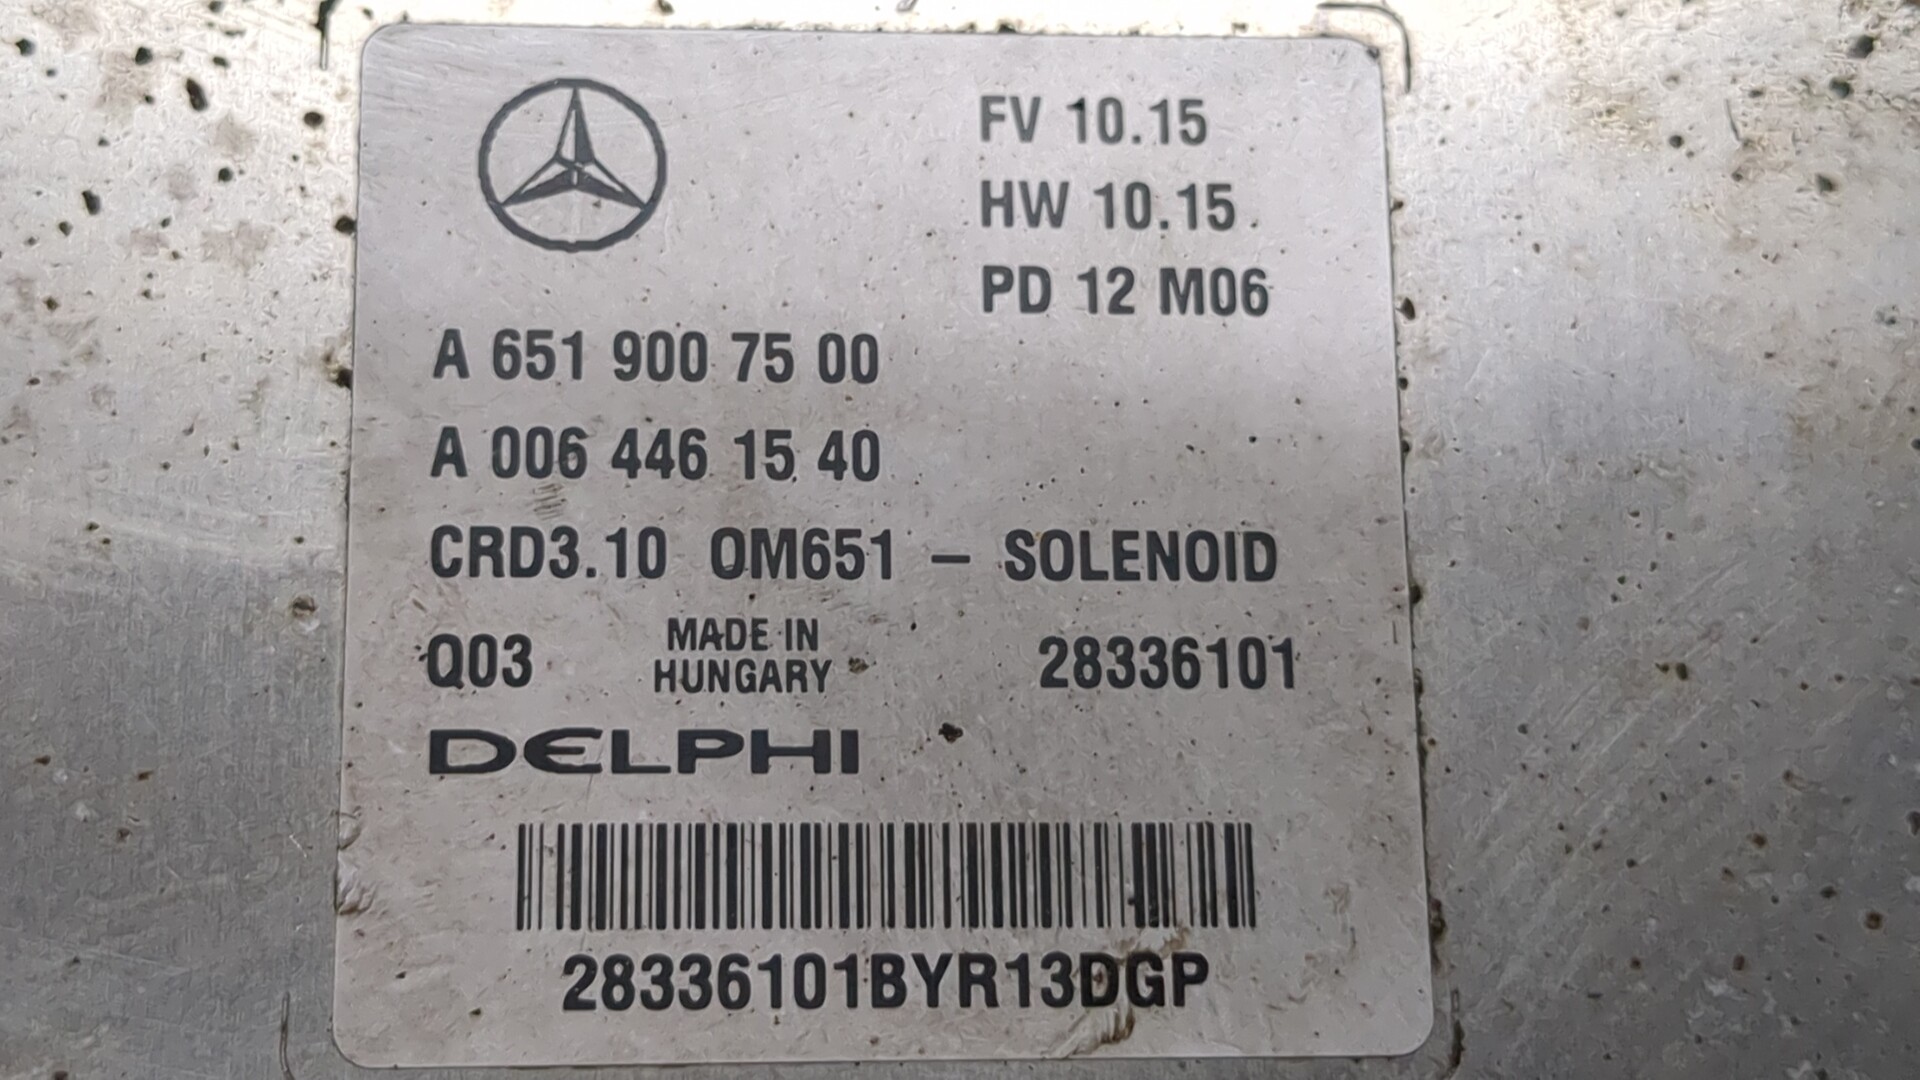 FV 10.15
HW 10.15
PD 12 M06
A 651 900 75 00
A 006 446 15 40
CRD3.10 OM651 – SOLENOID
Q03 MADE IN HUNGARY 28336101
DELPHI
28336101BYR13DGP